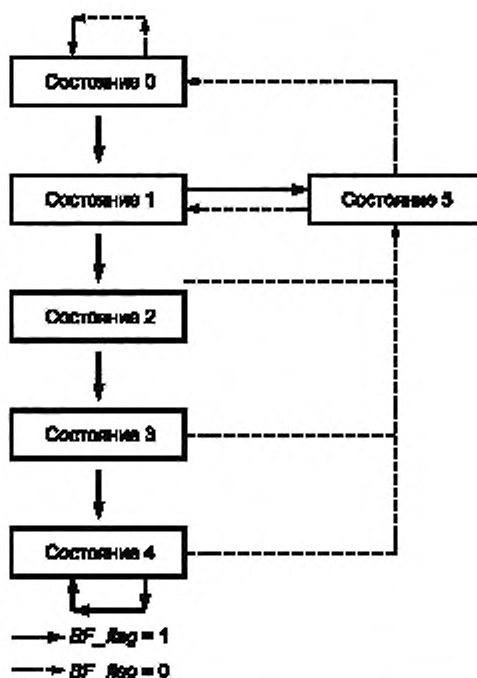 Состояние 0
Состояние 1
Состояние 5
Состояние 2
Состояние 3
Состояние 4
BF_flag = 1
BF_flag = 0